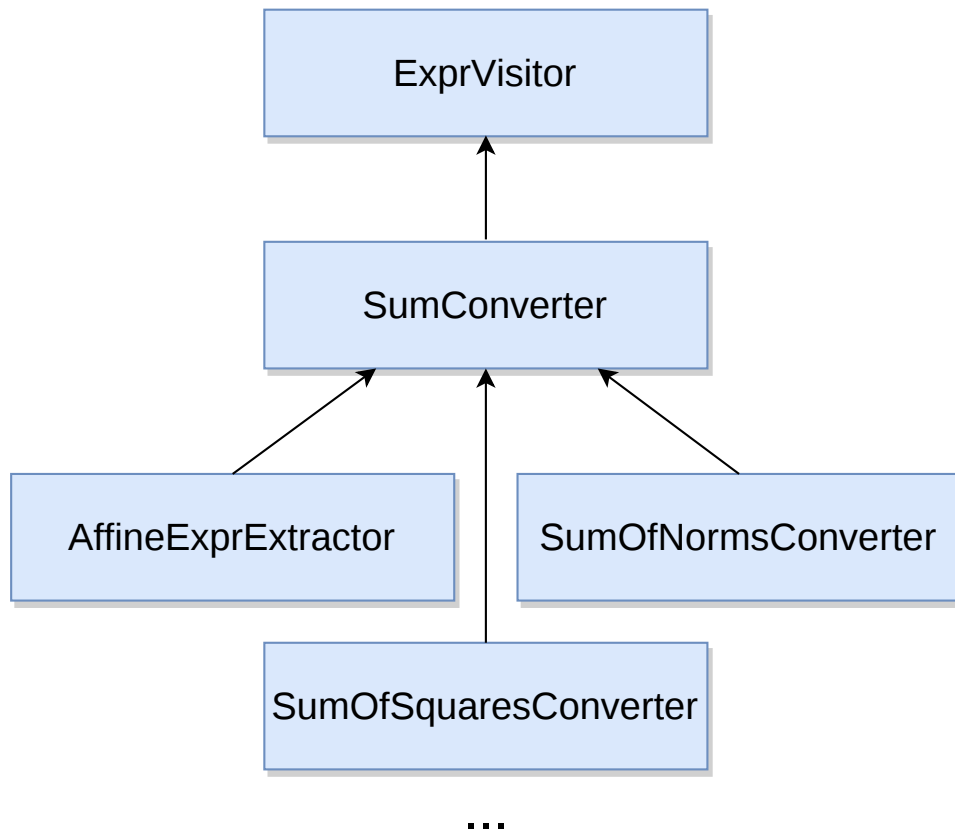 ExprVisitor
SumConverter
AffineExprExtractor
SumOfNormsConverter
SumOfSquaresConverter
...